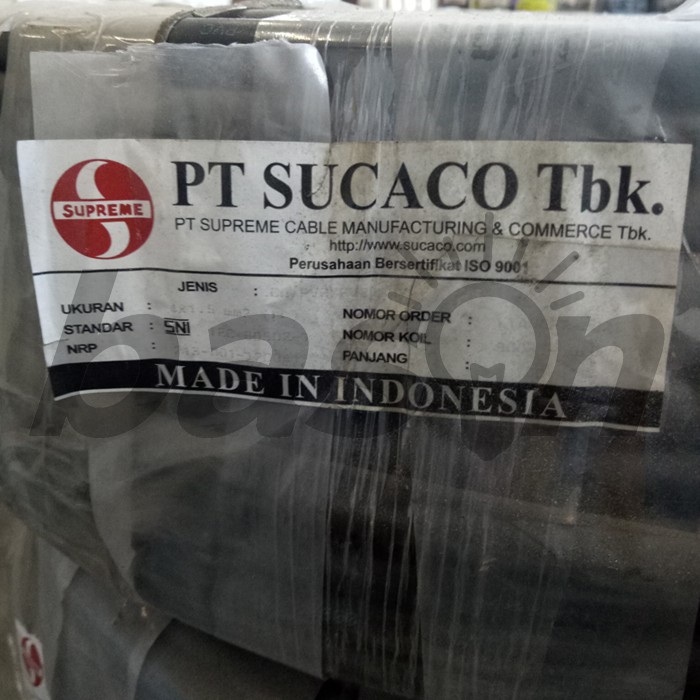 SUPREME
PT SUCACO Tbk.
PT SUPREME CABLE MANUFACTURING & COMMERCE Tbk.
http://www.sucaco.com
Perusahaan Bersertifikat ISO 9001
JENIS :
UKURAN :
STANDAR : SNI
NRP :
NOMOR ORDER :
NOMOR KOIL :
PANJANG :
MADE IN INDONESIA